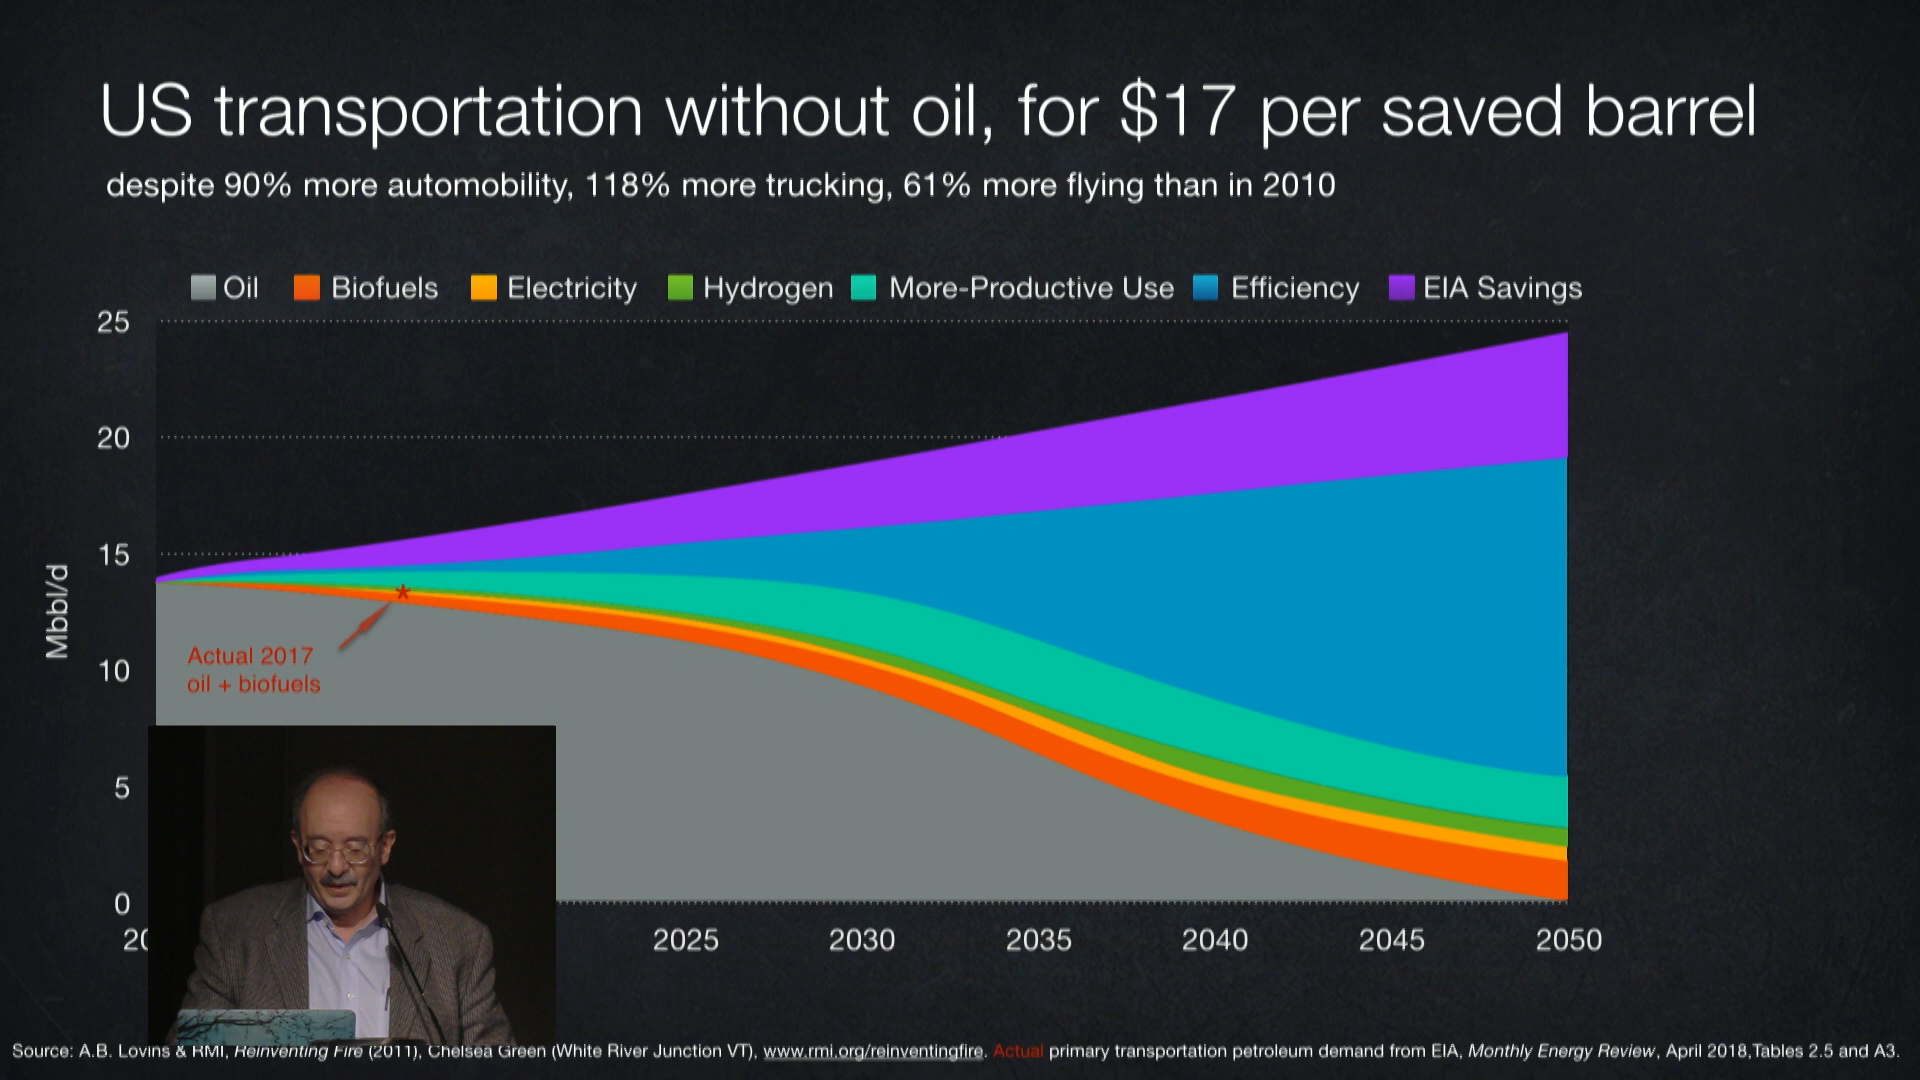 US transportation without oil, for $17 per saved barrel
despite 90% more automobility, 118% more trucking, 61% more flying than in 2010
Oil Biofuels Electricity Hydrogen More-Productive Use Efficiency EIA Savings
25
20
15
10
5
0
Mbbl/d
Actual 2017
oil + biofuels
20 2025 2030 2035 2040 2045 2050
Source: A.B. Lovins & RMI, Reinventing Fire (2011), Chelsea Green (White River Junction VT), www.rmi.org/reinventingfire. Actual primary transportation petroleum demand from EIA, Monthly Energy Review, April 2018,Tables 2.5 and A3.